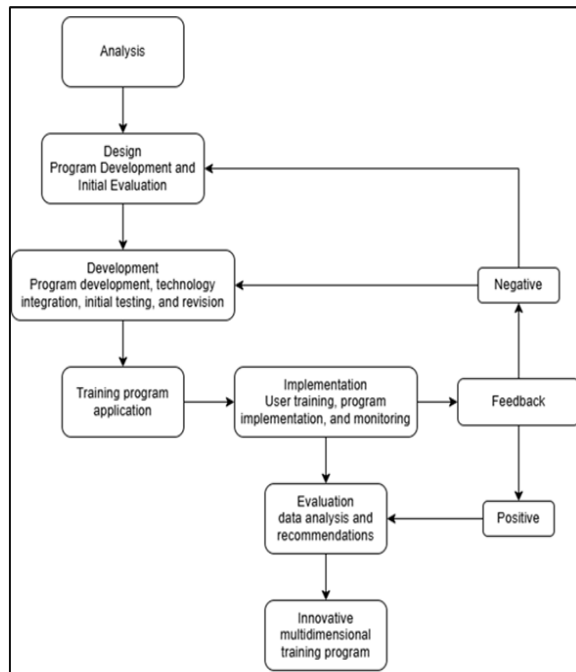 Analysis
Design
Program Development and
Initial Evaluation
Development
Program development, technology
integration, initial testing, and revision
Negative
Training program
application
Implementation
User training, program
implementation, and monitoring
Feedback
Evaluation
data analysis and
recommendations
Positive
Innovative
multidimensional
training program